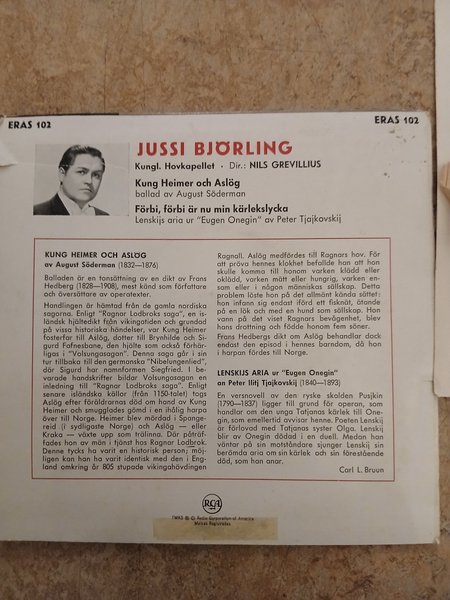 ERAS 102
ERAS 102
JUSSI BJÖRLING
Kungl. Hovkapellet • Dir.: NILS GREVILLIUS
Kung Heimer och Aslög
ballad av August Söderman
Förbi, förbi är nu min kärlekslycka
Lenskijs aria ur "Eugen Onegin" av Peter Tjajkovskij
KUNG HEIMER OCH ASLÖG
av August Söderman (1832—1876)
Balladen är en tonsättning av en dikt av Frans
Hedberg (1828—1908), mest känd som författare
och översättare av operatexter.
Handlingen är hämtad från de gamla nordiska
sagorna. Enligt "Ragnar Lodbroks saga", en is-
ländsk hjältedikt från vikingatiden och grundad
på vissa historiska händelser, var Kung Heimer
fosterfar till Aslög, dotter till Brynhilde och Si-
gurd Fafnesbane, den hjälte som också förhär-
ligas i "Volsungasagan". Denna saga går i sin
tur tillbaka till den germanska "Nibelungenlied",
där Sigurd har namnformen Siegfried. I be-
varade handskrifter bildar Volsungasagan en
inledning till "Ragnar Lodbroks saga". Enligt
senare isländska källor (från 1150-talet) togs
Aslög efter föräldrarnas död om hand av Kung
Heimer och smugglades gömd i en ihålig harpa
över till Norge. Heimer blev mördad i Spange-
reid (i sydligaste Norge) och Aslög — eller
Kraka — växte upp som trälinna. Där påträf-
fades hon av män i tjänst hos Ragnar Lodbrok.
Denne tycks ha varit en historisk person; möj-
ligen kan han ha varit identisk med den i Eng-
land omkring år 805 stupade vikingahövdingen
Ragnall. Aslög medfördes till Ragnars hov. För
att pröva hennes klokhet befallde han att hon
skulle komma till honom varken klädd eller
oklädd, varken mätt eller hungrig, varken en-
sam eller i någon människas sällskap. Detta
problem löste hon på det allmänt kända sättet:
hon infann sig endast iförd ett fisknät, ätande
på en lök och med en hund som sällskap. Hon
vann på det viset Ragnars bevågenhet, blev
hans drottning och födde honom fem söner.
Frans Hedbergs dikt om Aslög behandlar dock
endast den episod i hennes barndom, då hon
i harpan fördes till Norge.
LENSKIJS ARIA ur "Eugen Onegin"
av Peter Iljitj Tjajkovskij (1840—1893)
En versnovell av den ryske skalden Pusjkin
(1790—1837) ligger till grund för operan, som
handlar om den unga Tatjanas kärlek till One-
gin, som emellertid avvisar henne. Poeten Lenskij
är förlovad med Tatjanas syster Olga. Lenskij
blir av Onegin dödad i en duell. Medan han
väntar på sin motståndare sjunger Lenskij sin
berömda aria om sin kärlek och sin förestående
död, som han anar.
Carl L. Bruun
RCA
TMKS ® © Radio Corporation of America
Marcas Registradas